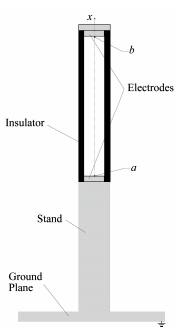 x
b
Electrodes
Insulator
a
Stand
Ground
Plane